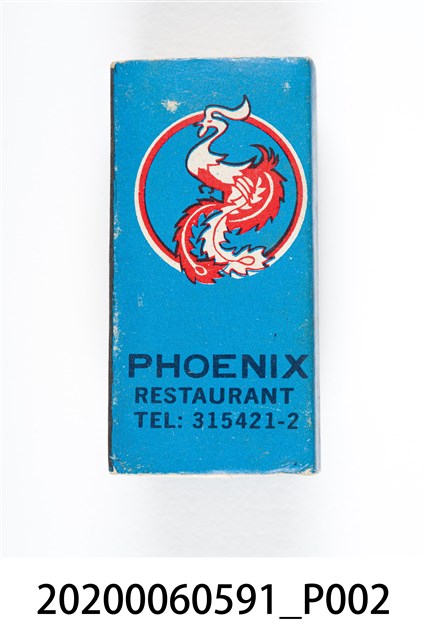 PHOENIX
RESTAURANT
TEL: 315421-2
20200060591_P002